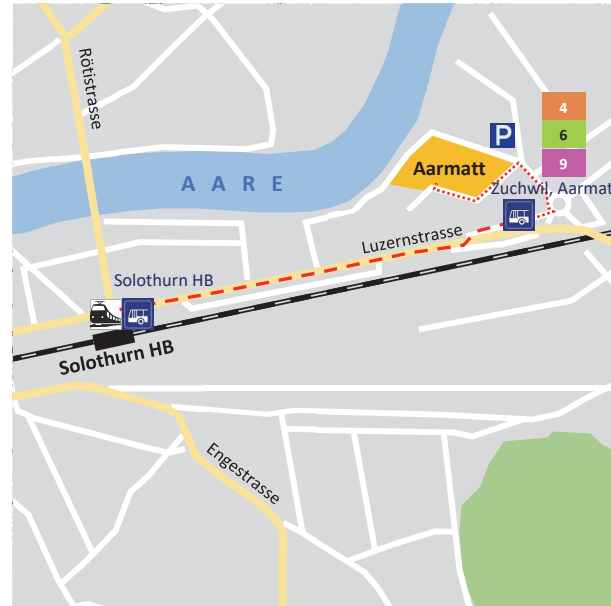 Rötistrasse
4
P
6
Aarmatt
9
A A R E
Zuchwil, Aarmat
Luzernstrasse
Solothurn HB
Solothurn HB
Engestrasse